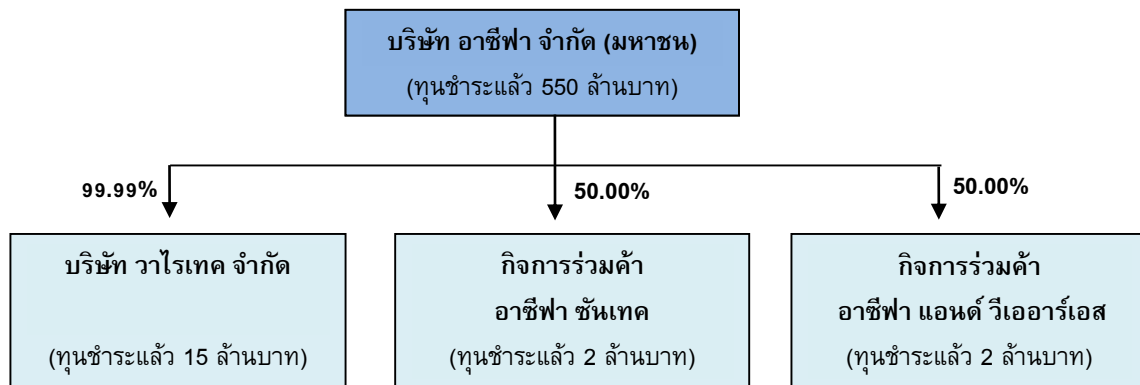 บริษัท อาซีฟา จำกัด (มหาชน)
(ทุนชำระแล้ว 550 ล้านบาท)
99.99%
50.00%
50.00%
บริษัท วาไรเทค จำกัด
(ทุนชำระแล้ว 15 ล้านบาท)
กิจการร่วมค้า
อาซีฟา ซันเทค
(ทุนชำระแล้ว 2 ล้านบาท)
กิจการร่วมค้า
อาซีฟา แอนด์ วีเออาร์เอส
(ทุนชำระแล้ว 2 ล้านบาท)